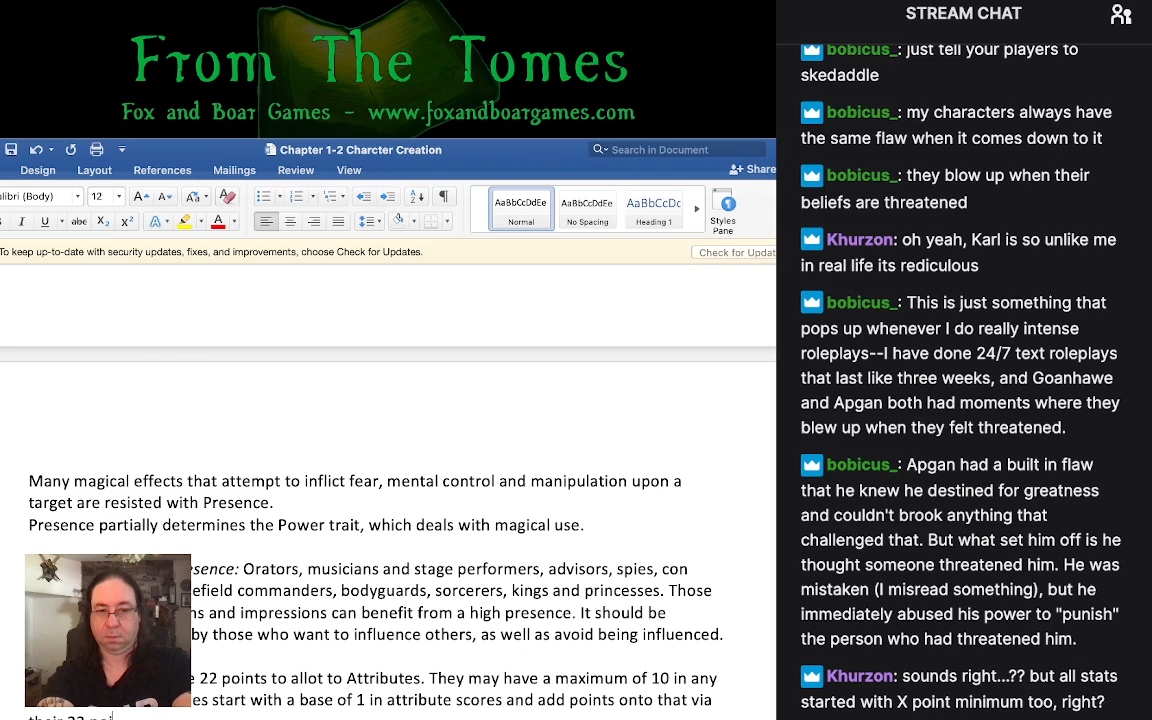 From The Tomes
Fox and Boar Games - www.foxandboargames.com
Chapter 1-2 Charcter Creation
Search in Document
Design Layout References Mailings Review View
Share
alibri (Body) 12
AaBbCcDdEe AaBbCcDdEe AaBbCcDc
Normal No Spacing Heading 1
Styles
Pane
I U abc X2 X2 A A
To keep up-to-date with security updates, fixes, and improvements, choose Check for Updates.
Check for Updat
Many magical effects that attempt to inflict fear, mental control and manipulation upon a
target are resisted with Presence.
Presence partially determines the Power trait, which deals with magical use.
esence: Orators, musicians and stage performers, advisors, spies, con
efield commanders, bodyguards, sorcerers, kings and princesses. Those
ns and impressions can benefit from a high presence. It should be
by those who want to influence others, as well as avoid being influenced.
e 22 points to allot to Attributes. They may have a maximum of 10 in any
es start with a base of 1 in attribute scores and add points onto that via
their 22 poi
STREAM CHAT
bobicus_: just tell your players to
skedaddle
bobicus_: my characters always have
the same flaw when it comes down to it
bobicus_: they blow up when their
beliefs are threatened
Khurzon: oh yeah, Karl is so unlike me
in real life its rediculous
bobicus_: This is just something that
pops up whenever I do really intense
roleplays--I have done 24/7 text roleplays
that last like three weeks, and Goanhawe
and Apgan both had moments where they
blew up when they felt threatened.
bobicus_: Apgan had a built in flaw
that he knew he destined for greatness
and couldn't brook anything that
challenged that. But what set him off is he
thought someone threatened him. He was
mistaken (I misread something), but he
immediately abused his power to "punish"
the person who had threatened him.
Khurzon: sounds right...?? but all stats
started with X point minimum too, right?